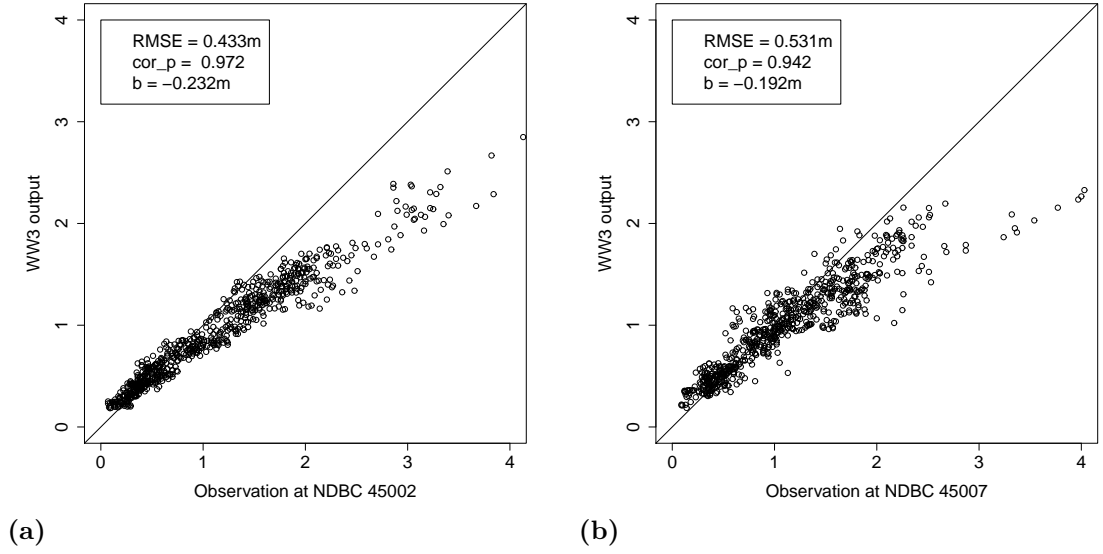 RMSE = 0.433m
cor_p =  0.972
b = −0.232m
WW3 output
4
3
2
1
0
0 1 2 3 4
Observation at NDBC 45002
(a)
RMSE = 0.531m
cor_p =  0.942
b = −0.192m
WW3 output
4
3
2
1
0
0 1 2 3 4
Observation at NDBC 45007
(b)